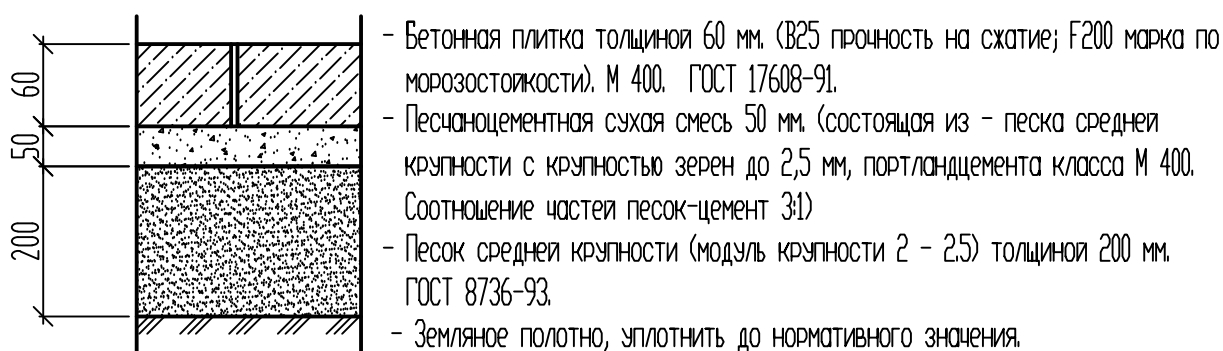 60
50
200
- Бетонная плитка толщиной 60 мм. (В25 прочность на сжатие; F200 марка по
морозостойкости). М 400. ГОСТ 17608-91.
- Песчаноцементная сухая смесь 50 мм. (состоящая из - песка средней
крупности с крупностью зерен до 2,5 мм, портландцемента класса М 400.
Соотношение частей песок-цемент 3:1)
- Песок средней крупности (модуль крупности 2 - 2.5) толщиной 200 мм.
ГОСТ 8736-93.
- Земляное полотно, уплотнить до нормативного значения.